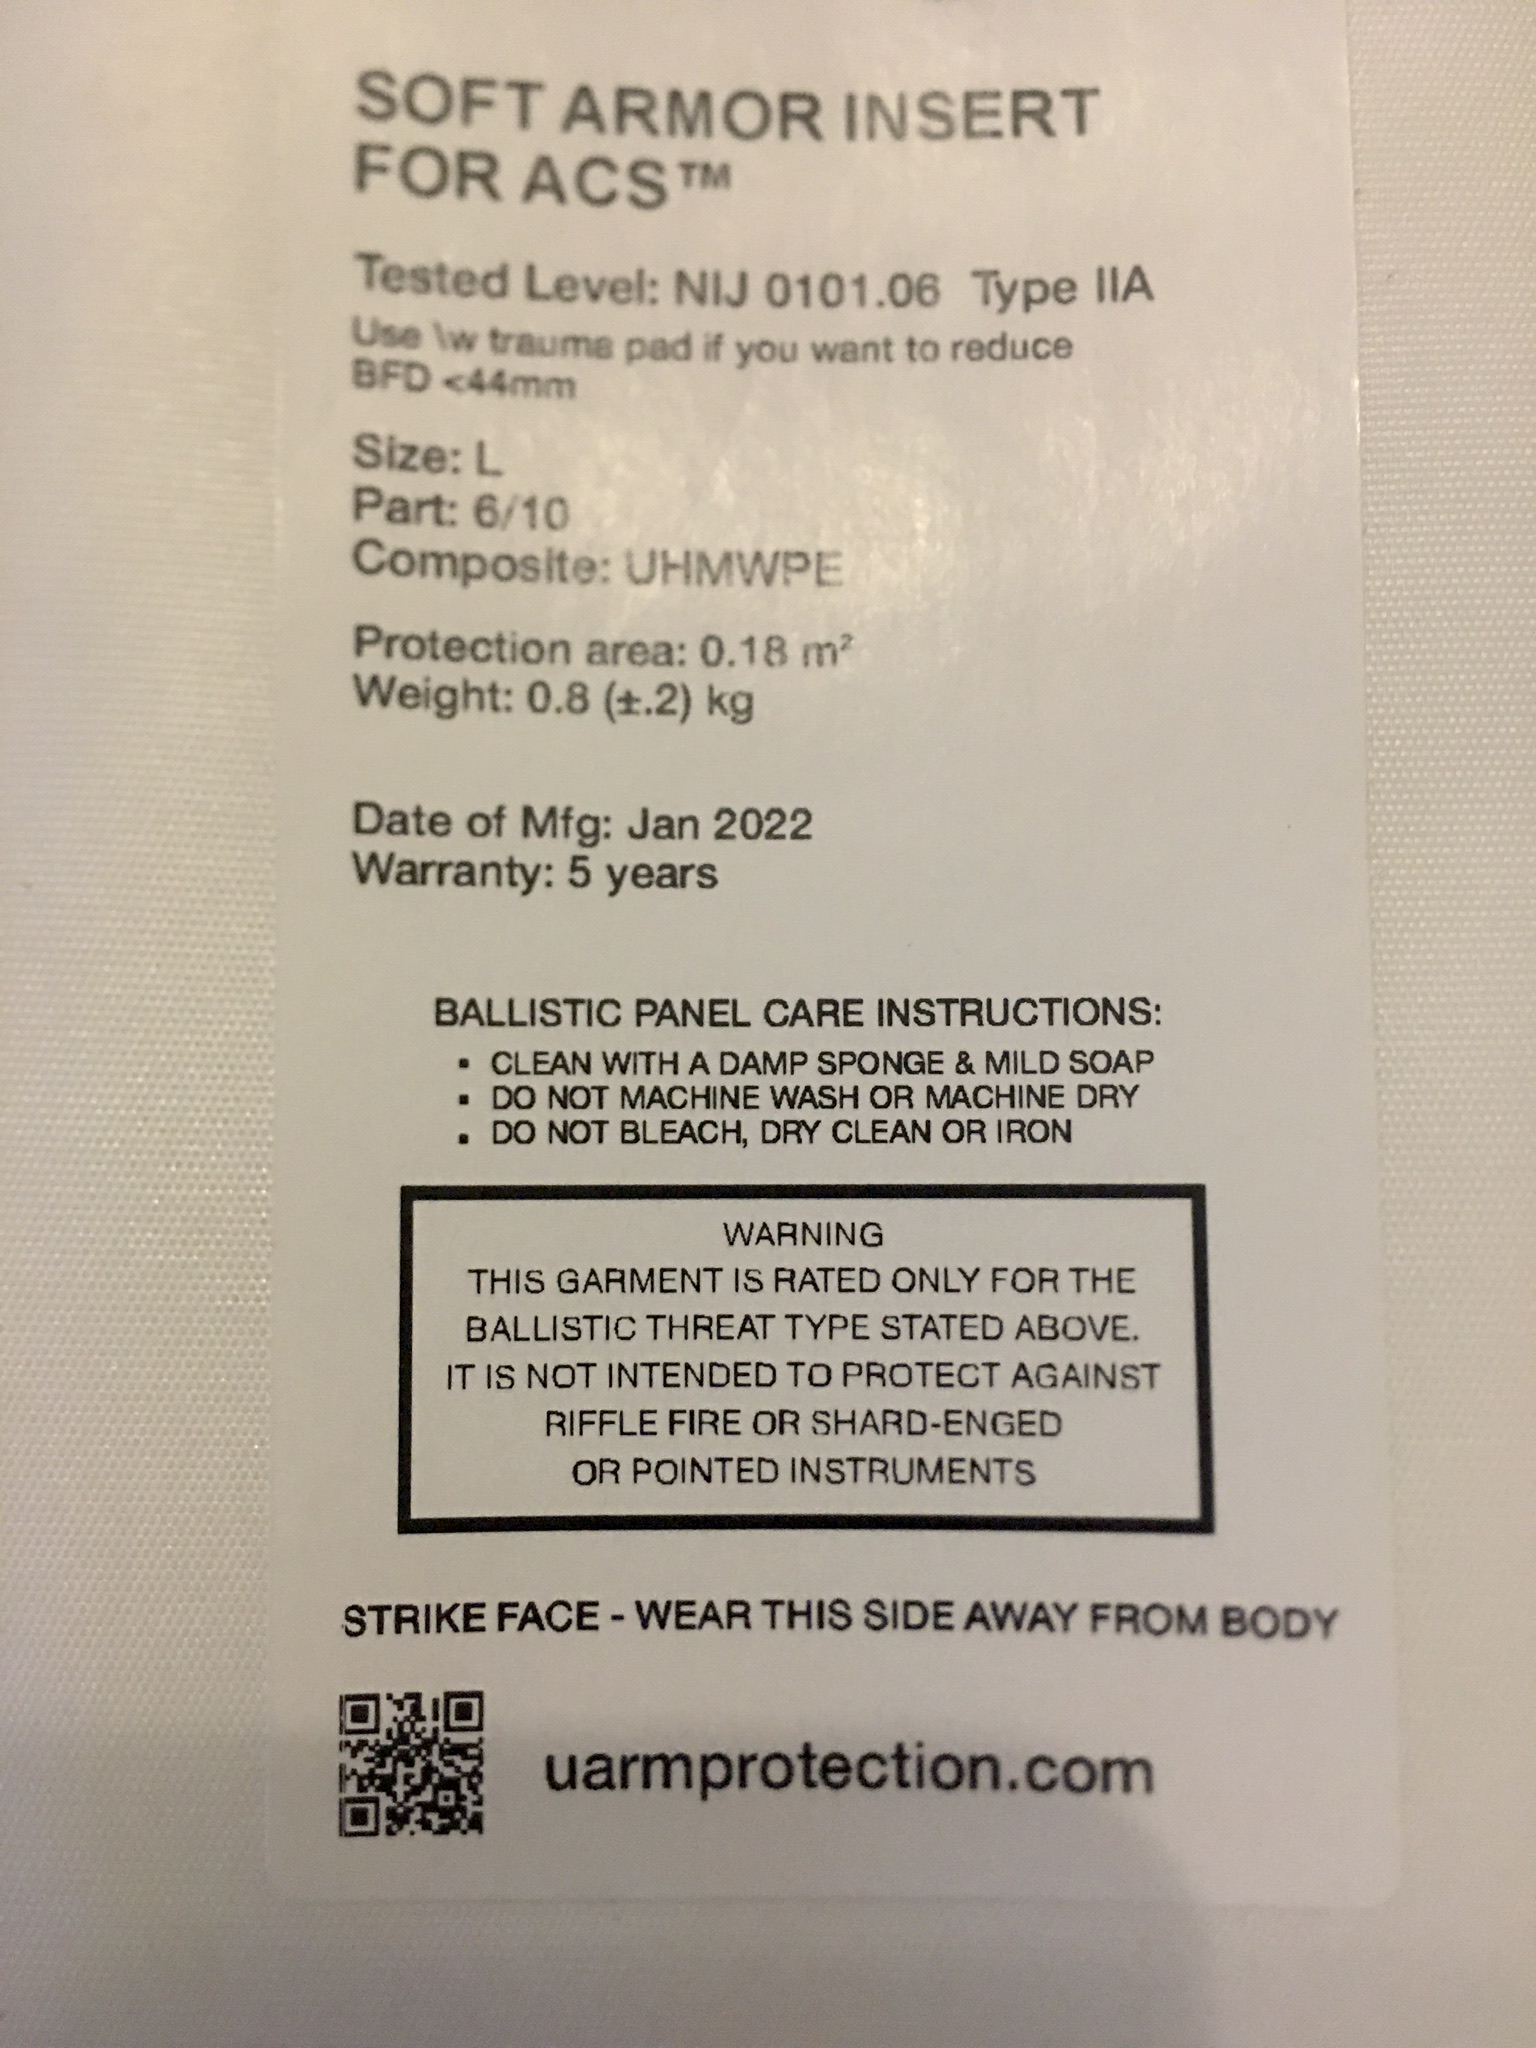 SOFT ARMOR INSERT
FOR ACS™
Tested Level: NIJ 0101.06 Type IIA
Use \w trauma pad if you want to reduce
BFD <44mm
Size: L
Part: 6/10
Composite: UHMWPE
Protection area: 0.18 m²
Weight: 0.8 (±.2) kg
Date of Mfg: Jan 2022
Warranty: 5 years
BALLISTIC PANEL CARE INSTRUCTIONS:
▪ CLEAN WITH A DAMP SPONGE & MILD SOAP
▪ DO NOT MACHINE WASH OR MACHINE DRY
▪ DO NOT BLEACH, DRY CLEAN OR IRON
WARNING
THIS GARMENT IS RATED ONLY FOR THE
BALLISTIC THREAT TYPE STATED ABOVE.
IT IS NOT INTENDED TO PROTECT AGAINST
RIFFLE FIRE OR SHARD-ENGED
OR POINTED INSTRUMENTS
STRIKE FACE - WEAR THIS SIDE AWAY FROM BODY
uarmprotection.com